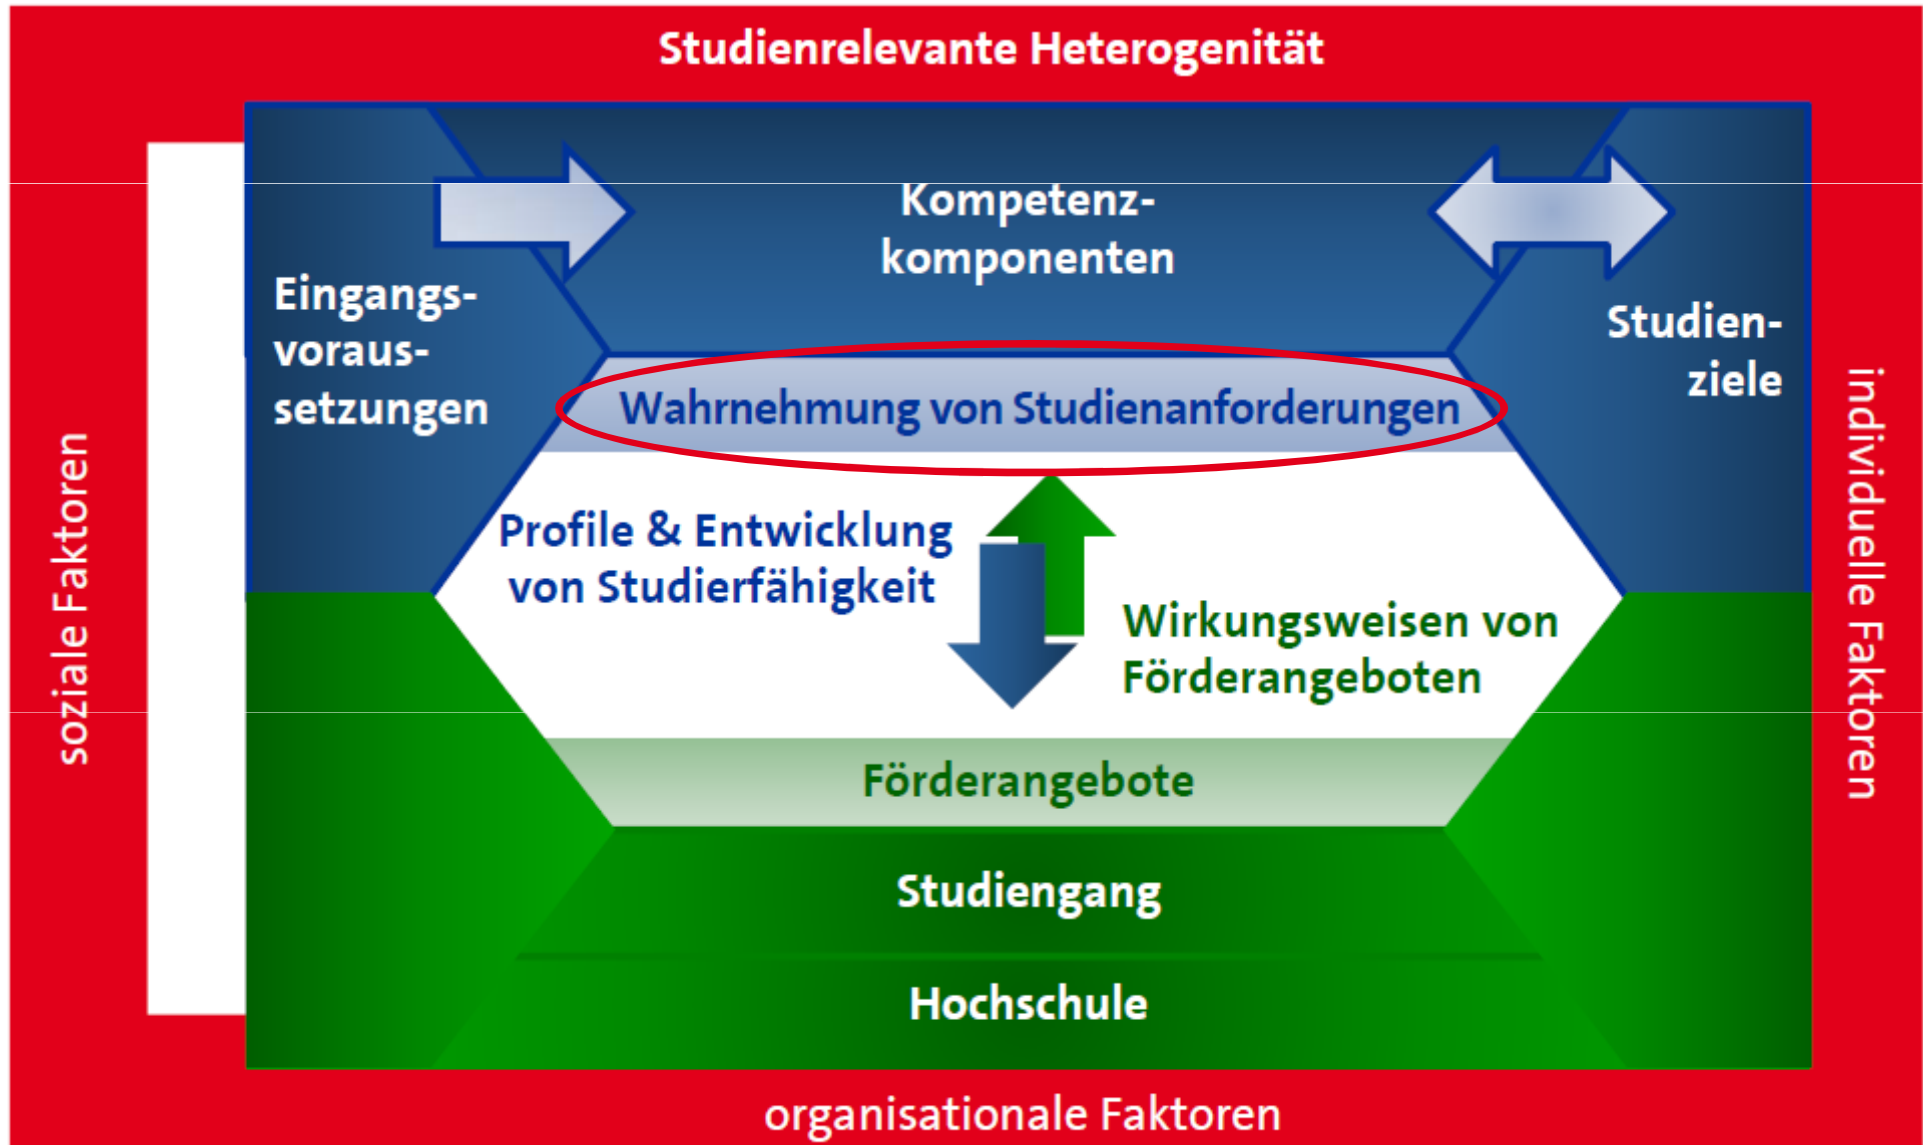 Studienrelevante Heterogenität
Kompetenz-
komponenten
Eingangs-
voraus-
setzungen
Studien-
ziele
Wahrnehmung von Studienanforderungen
Profile & Entwicklung
von Studierfähigkeit
Wirkungsweisen von
Förderangeboten
Förderangebote
Studiengang
Hochschule
soziale Faktoren
individuelle Faktoren
organisationale Faktoren